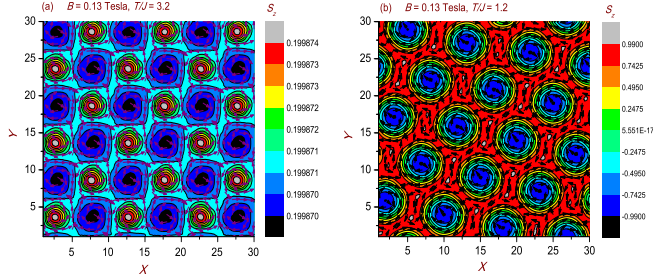 (a) B = 0.13 Tesla, T/J = 3.2
S_z
30
25
20
15
10
5
Y
5 10 15 20 25 30
X
0.199874
0.199873
0.199873
0.199872
0.199872
0.199871
0.199870
0.199870
(b) B = 0.13 Tesla, T/J = 1.2
S_z
30
25
20
15
10
5
Y
5 10 15 20 25 30
X
0.9900
0.7425
0.4950
0.2475
5.551E-17
-0.2475
-0.4950
-0.7425
-0.9900